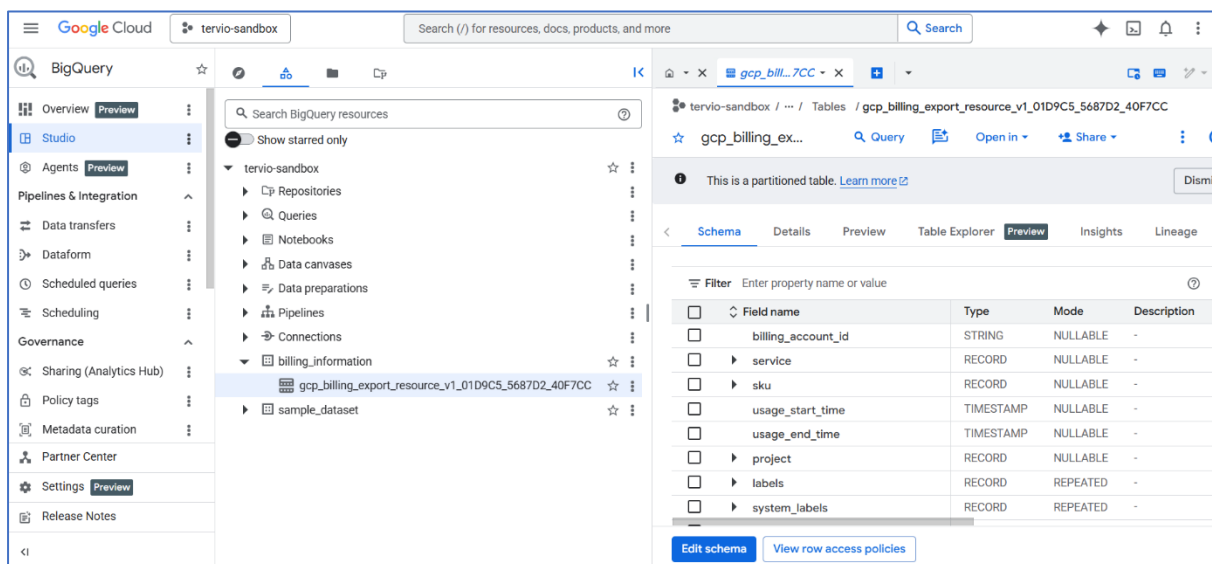 Google Cloud
tervio-sandbox
Search (/) for resources, docs, products, and more
Search
BigQuery
Overview Preview
Studio
Agents Preview
Pipelines & Integration
Data transfers
Dataform
Scheduled queries
Scheduling
Governance
Sharing (Analytics Hub)
Policy tags
Metadata curation
Partner Center
Settings Preview
Release Notes
Search BigQuery resources
Show starred only
tervio-sandbox
Repositories
Queries
Notebooks
Data canvases
Data preparations
Pipelines
Connections
billing_information
gcp_billing_export_resource_v1_01D9C5_5687D2_40F7CC
sample_dataset
gcp_bill...7CC
tervio-sandbox / ... / Tables / gcp_billing_export_resource_v1_01D9C5_5687D2_40F7CC
gcp_billing_ex... Query Open in Share
This is a partitioned table. Learn more Dismi
Schema Details Preview Table Explorer Preview Insights Lineage
Filter Enter property name or value
Field name Type Mode Description
billing_account_id STRING NULLABLE -
service RECORD NULLABLE -
sku RECORD NULLABLE -
usage_start_time TIMESTAMP NULLABLE -
usage_end_time TIMESTAMP NULLABLE -
project RECORD NULLABLE -
labels RECORD REPEATED -
system_labels RECORD REPEATED -
Edit schema View row access policies